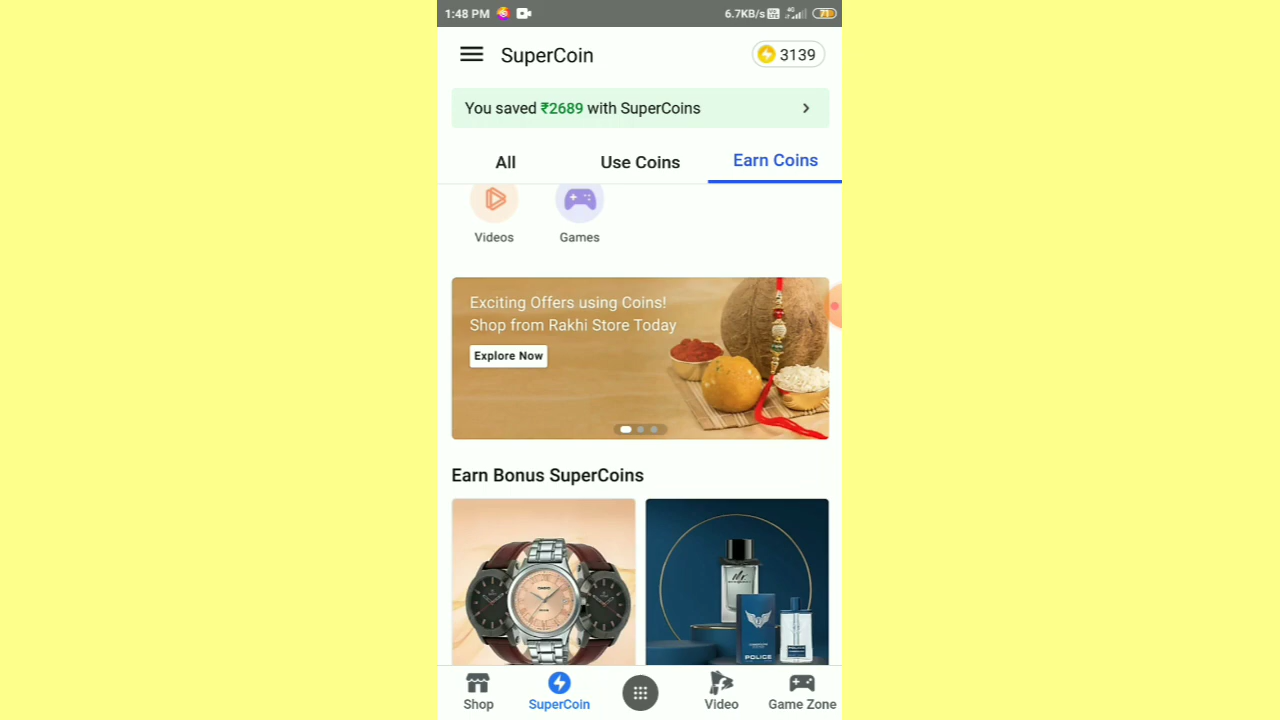 1:48 PM
6.7KB/s 4G 71
SuperCoin
3139
You saved ₹2689 with SuperCoins
All
Use Coins
Earn Coins
Videos
Games
Exciting Offers using Coins!
Shop from Rakhi Store Today
Explore Now
Earn Bonus SuperCoins
POLICE
Shop
SuperCoin
Video
Game Zone